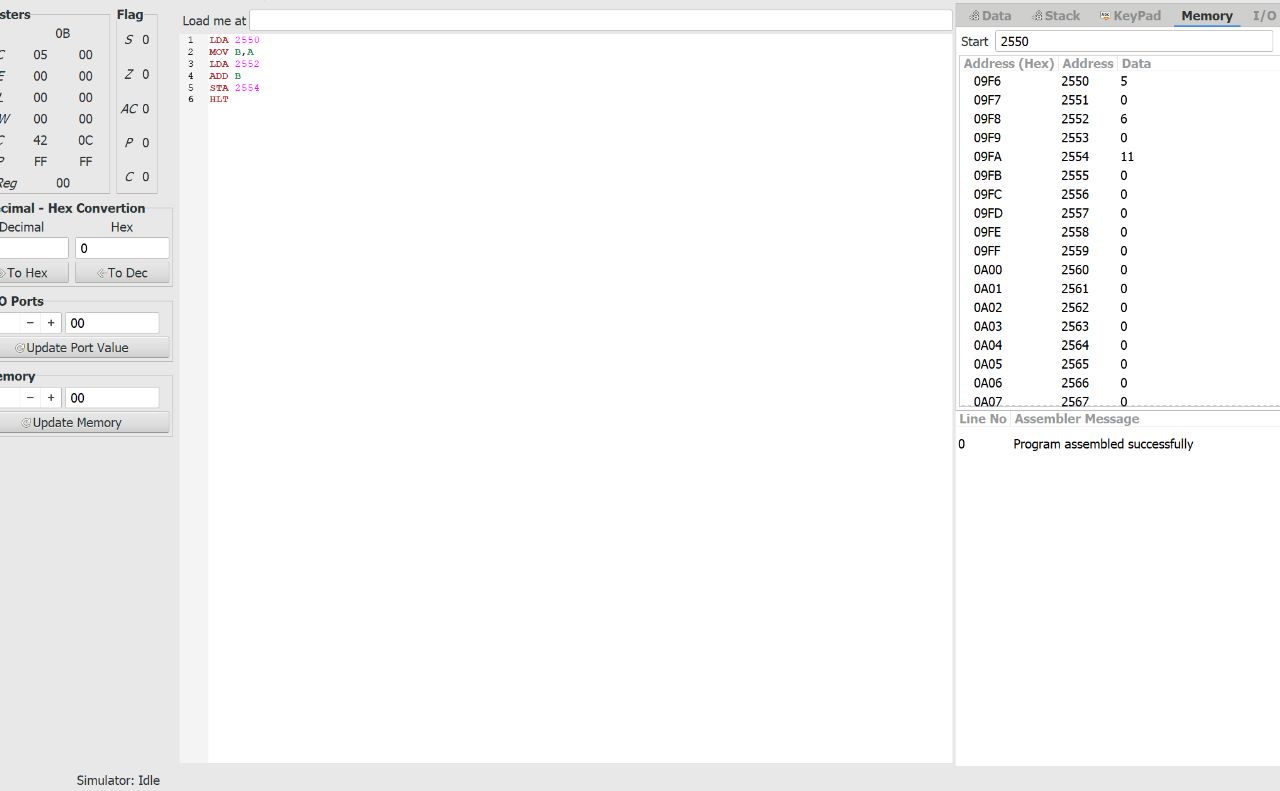 sters
0B
C 05 00
E 00 00
L 00 00
W 00 00
C 42 0C
P FF FF
Reg 00
Flag
S 0
Z 0
AC 0
P 0
C 0
cimal - Hex Convertion
Decimal Hex
0
To Hex To Dec
O Ports
− + 00
Update Port Value
emory
− + 00
Update Memory
Simulator: Idle
Load me at
1 LDA 2550
2 MOV B,A
3 LDA 2552
4 ADD B
5 STA 2554
6 HLT
Data Stack KeyPad Memory I/O
Start 2550
Address (Hex) Address Data
09F6 2550 5
09F7 2551 0
09F8 2552 6
09F9 2553 0
09FA 2554 11
09FB 2555 0
09FC 2556 0
09FD 2557 0
09FE 2558 0
09FF 2559 0
0A00 2560 0
0A01 2561 0
0A02 2562 0
0A03 2563 0
0A04 2564 0
0A05 2565 0
0A06 2566 0
0A07 2567 0
Line No Assembler Message
0 Program assembled successfully